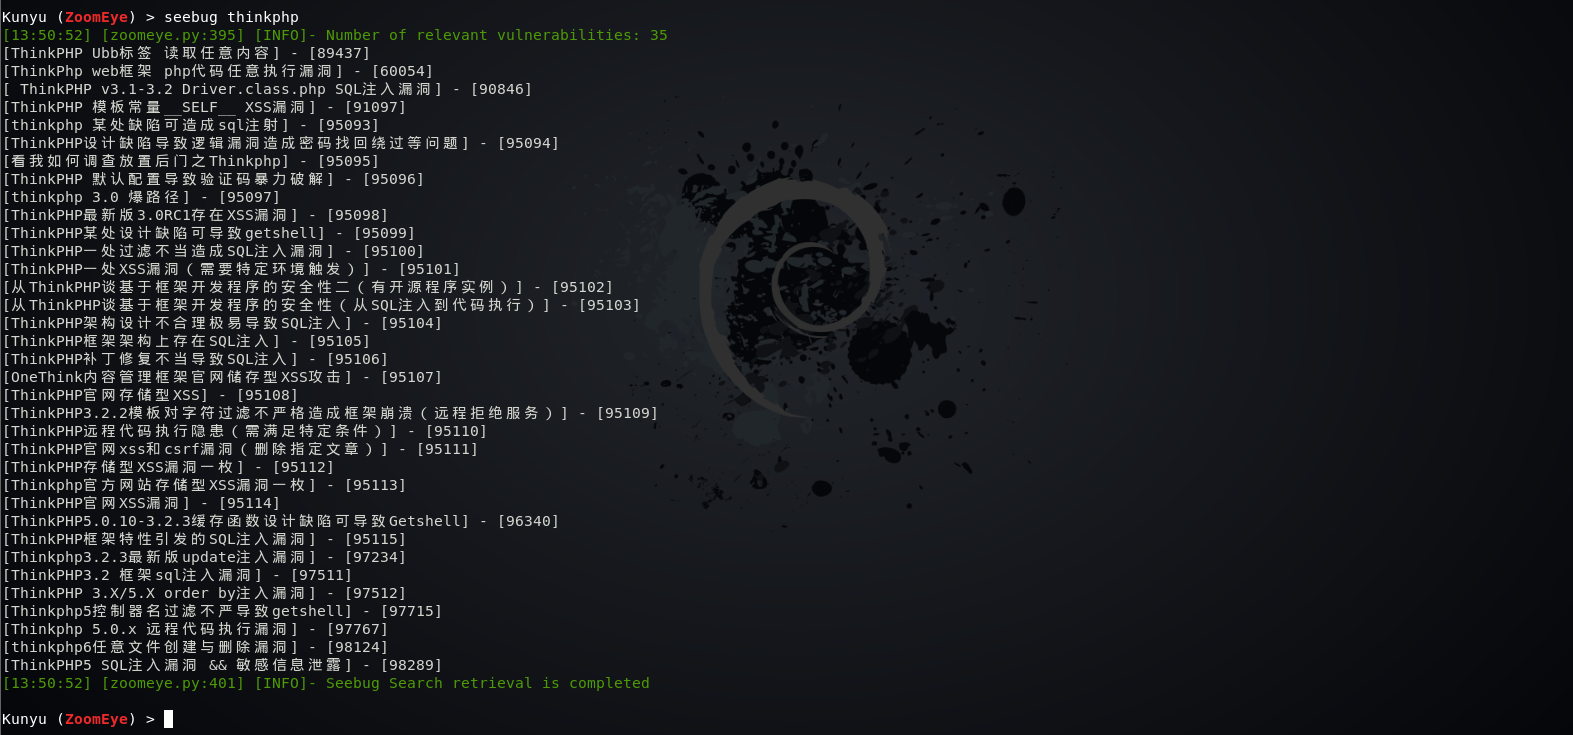 Kunyu (ZoomEye) > seebug thinkphp
[13:50:52] [zoomeye.py:395] [INFO]- Number of relevant vulnerabilities: 35
[ThinkPHP Ubb标签 读取任意内容] - [89437]
[ThinkPhp web框架 php代码任意执行漏洞] - [60054]
[ ThinkPHP v3.1-3.2 Driver.class.php SQL注入漏洞] - [90846]
[ThinkPHP 模板常量__SELF__ XSS漏洞] - [91097]
[thinkphp 某处缺陷可造成sql注射] - [95093]
[ThinkPHP设计缺陷导致逻辑漏洞造成密码找回绕过等问题] - [95094]
[看我如何调查放置后门之Thinkphp] - [95095]
[ThinkPHP 默认配置导致验证码暴力破解] - [95096]
[thinkphp 3.0 爆路径] - [95097]
[ThinkPHP最新版3.0RC1存在XSS漏洞] - [95098]
[ThinkPHP某处设计缺陷可导致getshell] - [95099]
[ThinkPHP一处过滤不当造成SQL注入漏洞] - [95100]
[ThinkPHP一处XSS漏洞（需要特定环境触发）] - [95101]
[从ThinkPHP谈基于框架开发程序的安全性二（有开源程序实例）] - [95102]
[从ThinkPHP谈基于框架开发程序的安全性（从SQL注入到代码执行）] - [95103]
[ThinkPHP架构设计不合理极易导致SQL注入] - [95104]
[ThinkPHP框架架构上存在SQL注入] - [95105]
[ThinkPHP补丁修复不当导致SQL注入] - [95106]
[OneThink内容管理框架官网储存型XSS攻击] - [95107]
[ThinkPHP官网存储型XSS] - [95108]
[ThinkPHP3.2.2模板对字符过滤不严格造成框架崩溃（远程拒绝服务）] - [95109]
[ThinkPHP远程代码执行隐患（需满足特定条件）] - [95110]
[ThinkPHP官网xss和csrf漏洞（删除指定文章）] - [95111]
[ThinkPHP存储型XSS漏洞一枚] - [95112]
[Thinkphp官方网站存储型XSS漏洞一枚] - [95113]
[ThinkPHP官网XSS漏洞] - [95114]
[ThinkPHP5.0.10-3.2.3缓存函数设计缺陷可导致Getshell] - [96340]
[ThinkPHP框架特性引发的SQL注入漏洞] - [95115]
[Thinkphp3.2.3最新版update注入漏洞] - [97234]
[ThinkPHP3.2 框架sql注入漏洞] - [97511]
[ThinkPHP 3.X/5.X order by注入漏洞] - [97512]
[Thinkphp5控制器名过滤不严导致getshell] - [97715]
[Thinkphp 5.0.x 远程代码执行漏洞] - [97767]
[thinkphp6任意文件创建与删除漏洞] - [98124]
[ThinkPHP5 SQL注入漏洞 && 敏感信息泄露] - [98289]
[13:50:52] [zoomeye.py:401] [INFO]- Seebug Search retrieval is completed
Kunyu (ZoomEye) >